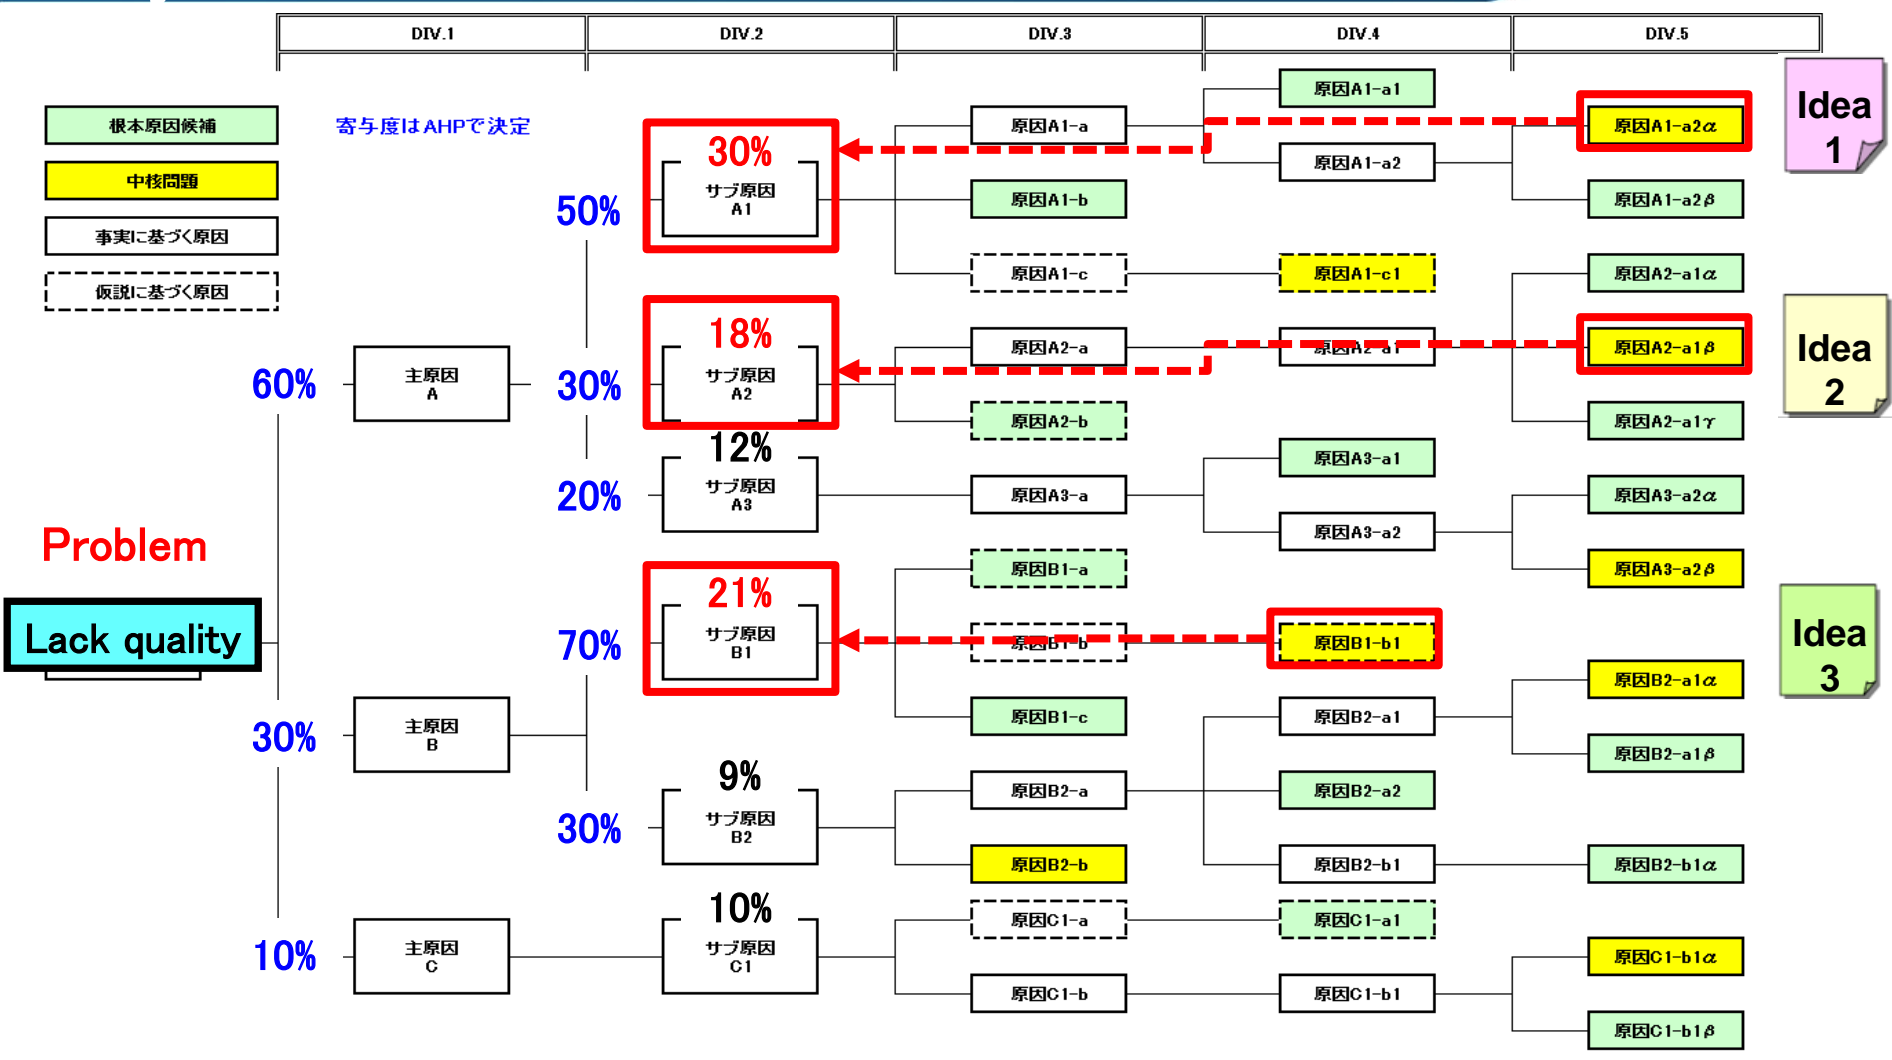 DIV.1
DIV.2
DIV.3
DIV.4
DIV.5
根本原因候補
中核問題
事実に基づく原因
仮説に基づく原因
寄与度はAHPで決定
Problem
Lack quality
60%
30%
10%
主原因
A
主原因
B
主原因
C
50%
30%
20%
70%
30%
30%
サブ原因
A1
18%
サブ原因
A2
12%
サブ原因
A3
21%
サブ原因
B1
9%
サブ原因
B2
10%
サブ原因
C1
原因A1-a
原因A1-b
原因A1-c
原因A2-a
原因A2-b
原因A3-a
原因B1-a
原因B1-b
原因B1-c
原因B2-a
原因B2-b
原因C1-a
原因C1-b
原因A1-a1
原因A1-a2
原因A1-c1
原因A2-a1
原因A3-a1
原因A3-a2
原因B1-b1
原因B2-a1
原因B2-a2
原因B2-b1
原因C1-a1
原因C1-b1
原因A1-a2α
原因A1-a2β
原因A2-a1α
原因A2-a1β
原因A2-a1γ
原因A3-a2α
原因A3-a2β
原因B2-a1α
原因B2-a1β
原因B2-b1α
原因C1-b1α
原因C1-b1β
Idea
1
Idea
2
Idea
3